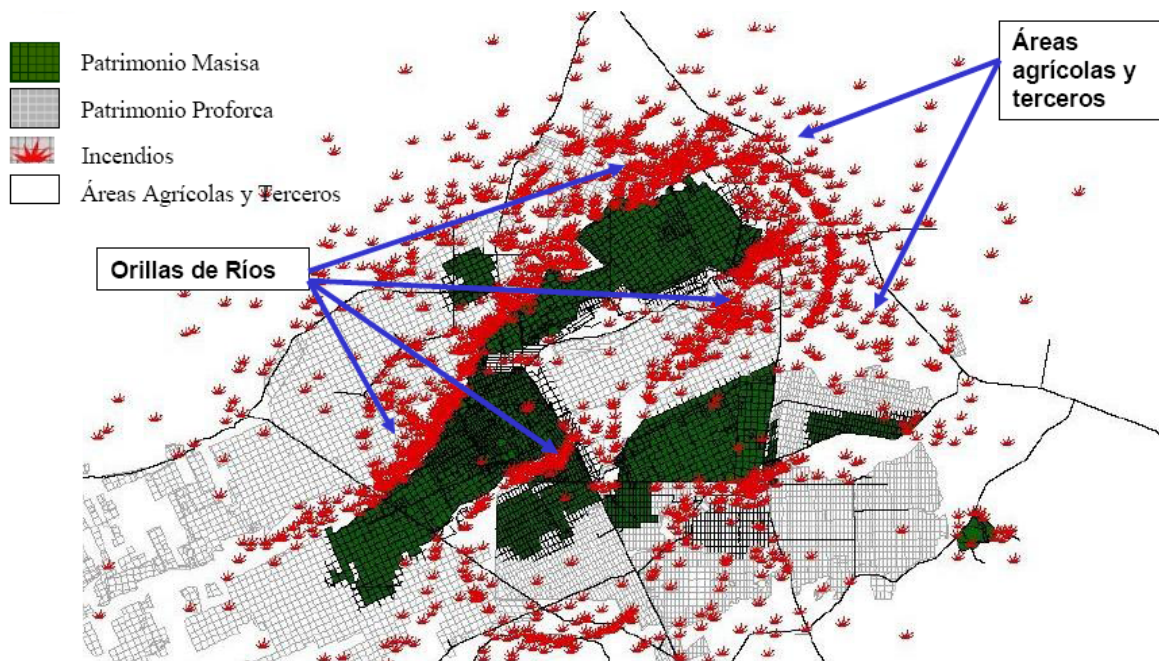 Patrimonio Masisa
Patrimonio Proforca
Incendios
Áreas Agrícolas y Terceros
Orillas de Ríos
Áreas
agrícolas y
terceros